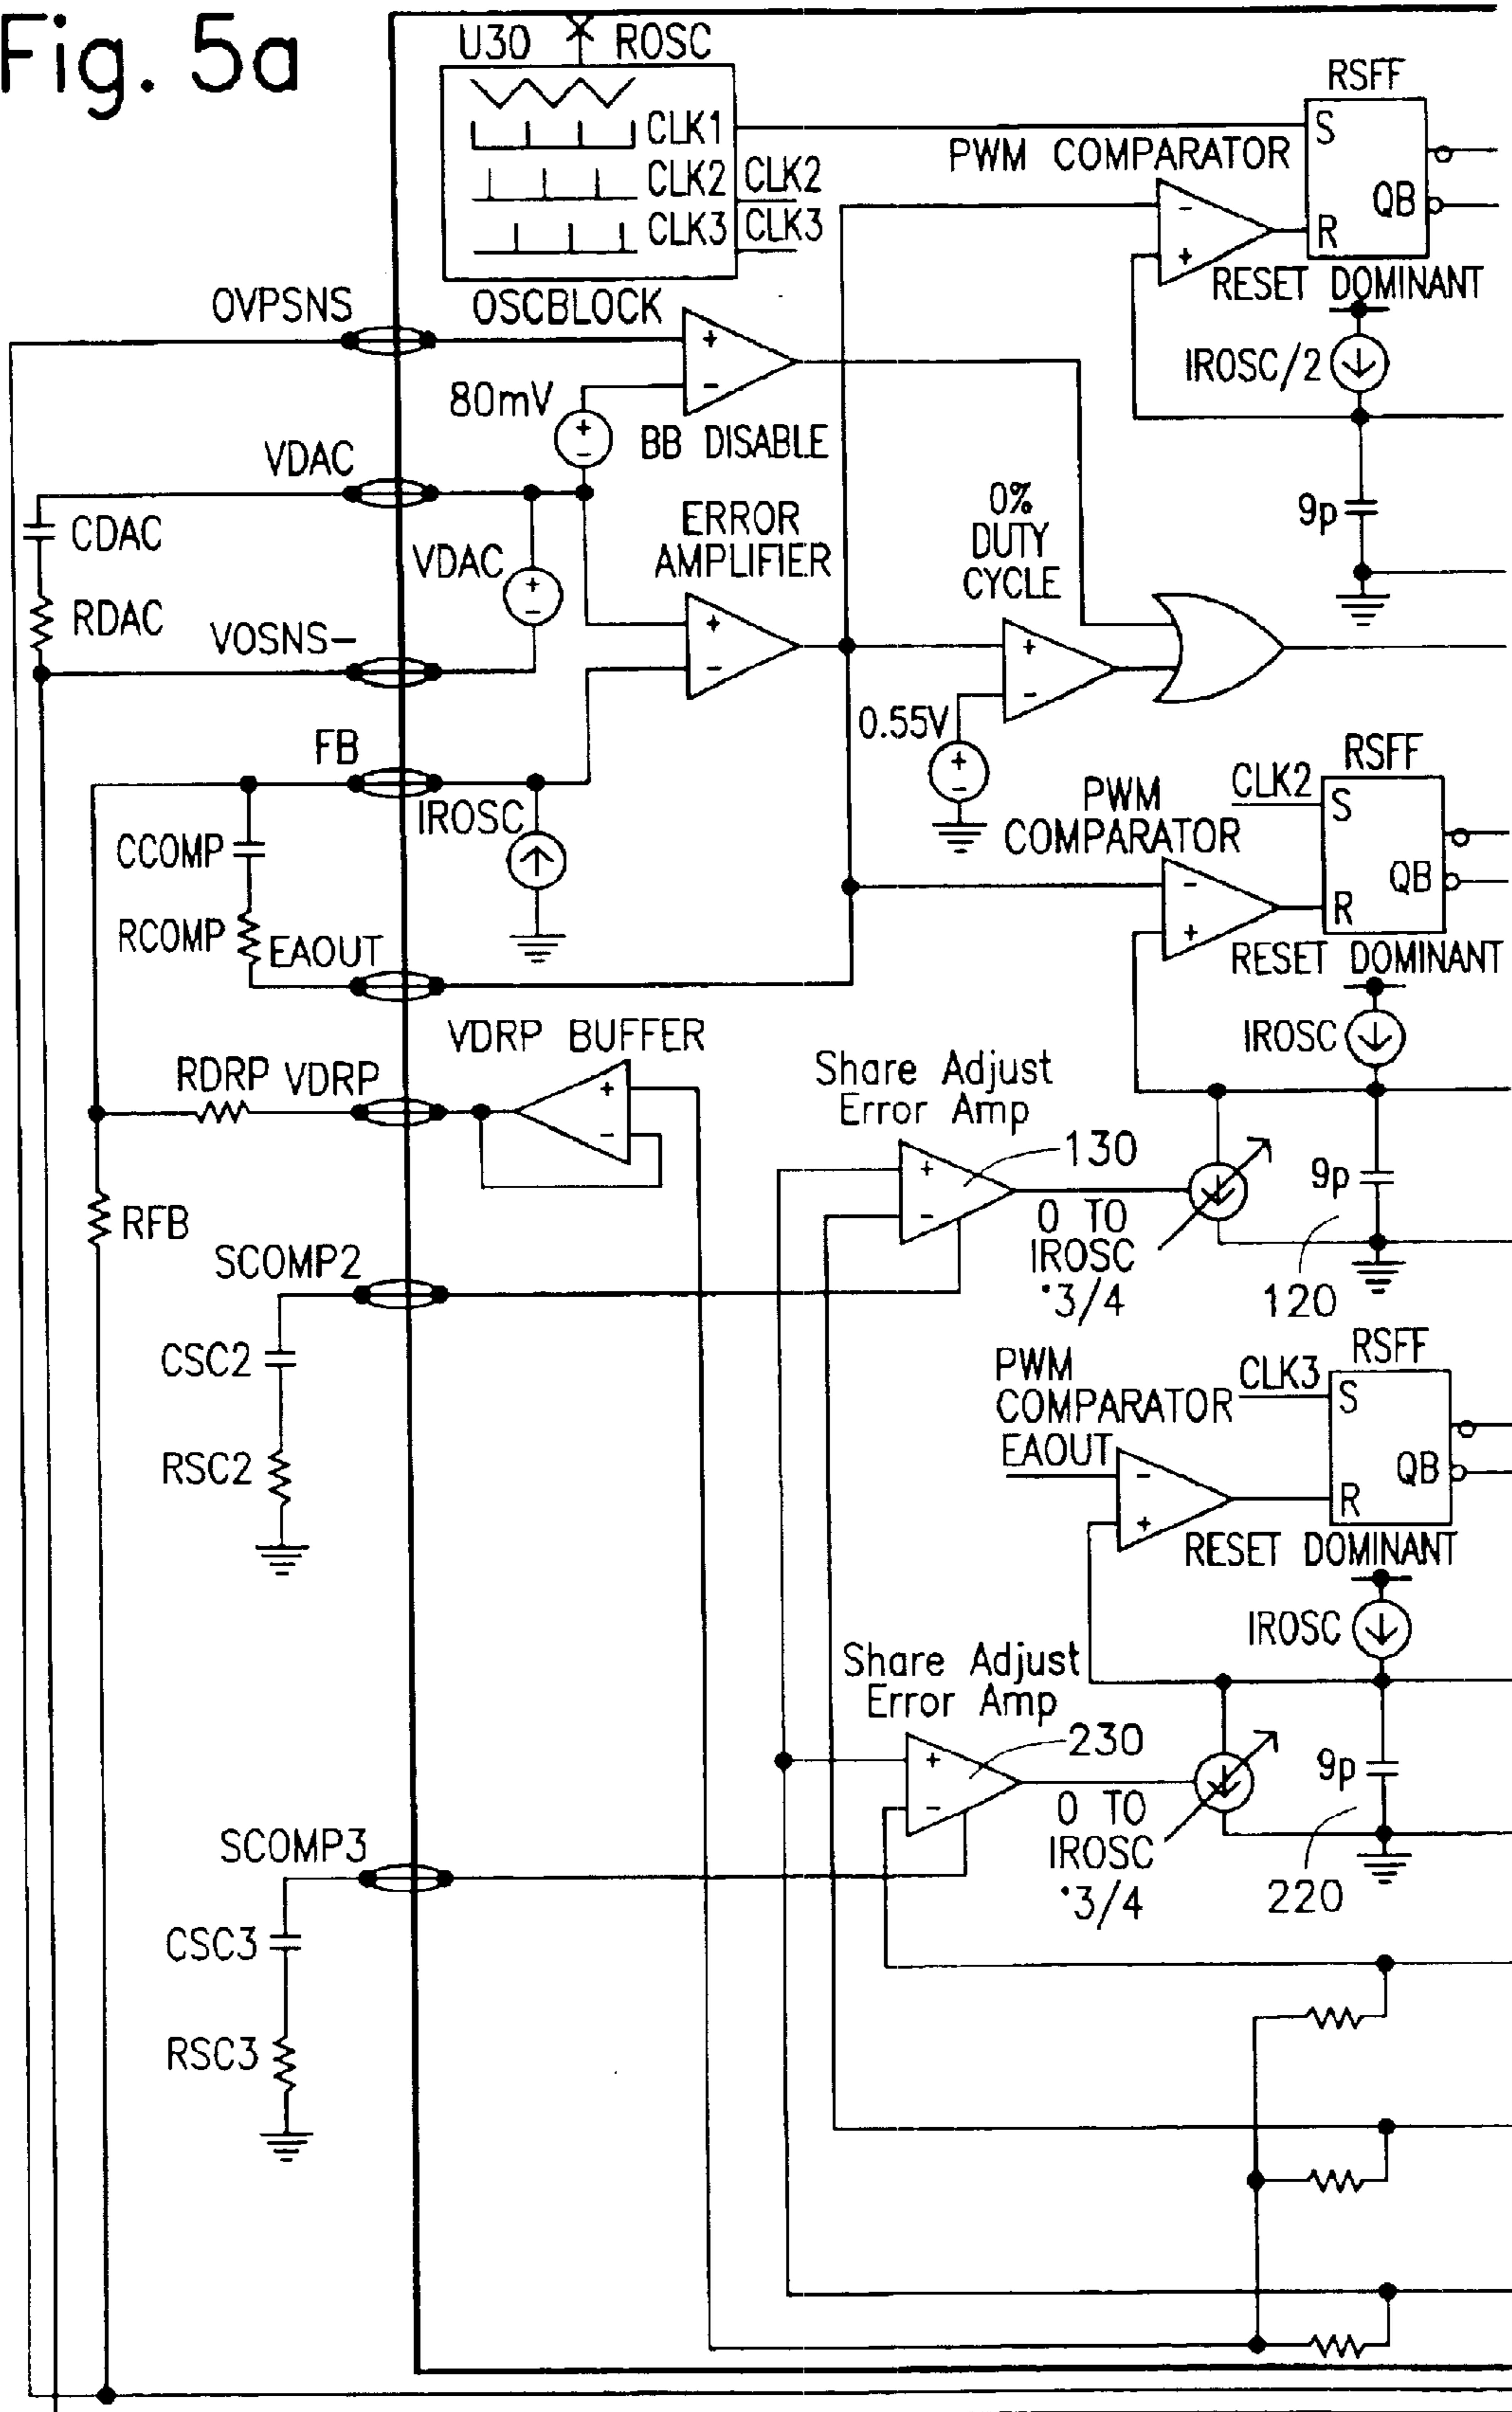 Fig. 5a
U30
ROSC
CLK1
CLK2
CLK2
CLK3
CLK3
OSCBLOCK
RSFF
S
QB
R
PWM COMPARATOR
-
+
RESET DOMINANT
IROSC/2
9p
OVPSNS
+
-
80mV
+
-
BB DISABLE
VDAC
CDAC
RDAC
VDAC
+
-
ERROR
AMPLIFIER
+
-
0%
DUTY
CYCLE
+
-
0.55V
+
-
VOSNS-
FB
IROSC
CCOMP
RCOMP
EAOUT
RSFF
CLK2
S
QB
R
PWM
COMPARATOR
-
+
RESET DOMINANT
IROSC
9p
120
VDRP BUFFER
+
-
RDRP
VDRP
RFB
Share Adjust
Error Amp
+
-
130
0 TO
IROSC
*3/4
SCOMP2
CSC2
RSC2
RSFF
CLK3
S
QB
R
PWM
COMPARATOR
EAOUT
-
+
RESET DOMINANT
IROSC
9p
220
Share Adjust
Error Amp
+
-
230
0 TO
IROSC
*3/4
SCOMP3
CSC3
RSC3